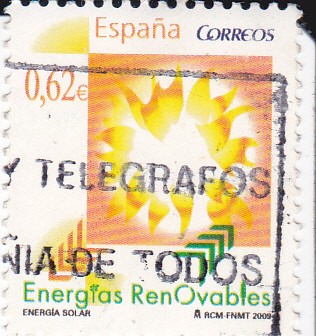 España CORREOS
0,62€
Y TELEGRAFOS
ÑIA DE TODOS
Energías RenOvables
ENERGÍA SOLAR RCM-FNMT 2009